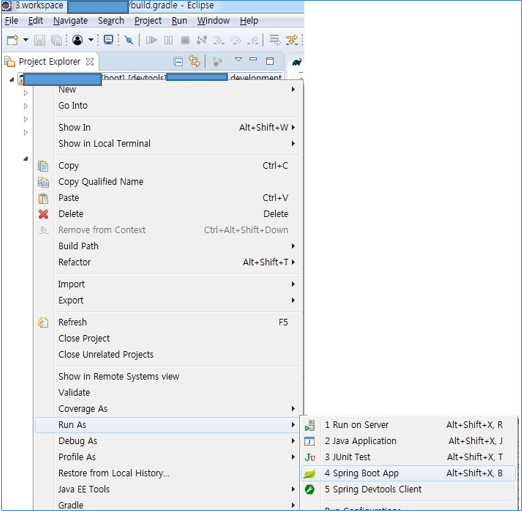 3.workspace /build.gradle - Eclipse
File Edit Navigate Search Project Run Window Help
Project Explorer
[boot] [devtools] development
New
Go Into
Show In Alt+Shift+W
Show in Local Terminal
Copy Ctrl+C
Copy Qualified Name
Paste Ctrl+V
Delete Delete
Remove from Context Ctrl+Alt+Shift+Down
Build Path
Refactor Alt+Shift+T
Import
Export
Refresh F5
Close Project
Close Unrelated Projects
Show in Remote Systems view
Validate
Coverage As
Run As
1 Run on Server Alt+Shift+X, R
Debug As
2 Java Application Alt+Shift+X, J
Profile As
3 JUnit Test Alt+Shift+X, T
Restore from Local History...
4 Spring Boot App Alt+Shift+X, B
Java EE Tools
5 Spring Devtools Client
Gradle
Run Configurations...